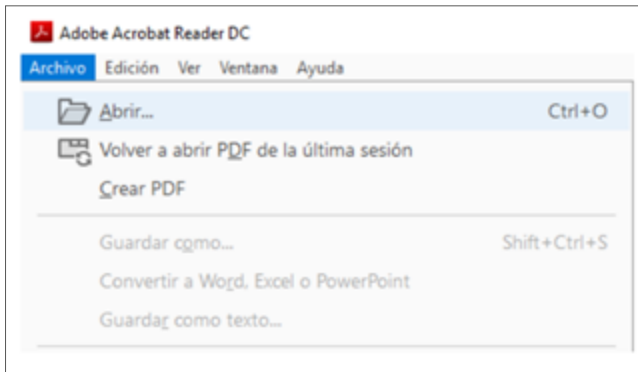 Adobe Acrobat Reader DC
Archivo Edición Ver Ventana Ayuda
Abrir... Ctrl+O
Volver a abrir PDF de la última sesión
Crear PDF
Guardar como... Shift+Ctrl+S
Convertir a Word, Excel o PowerPoint
Guardar como texto...